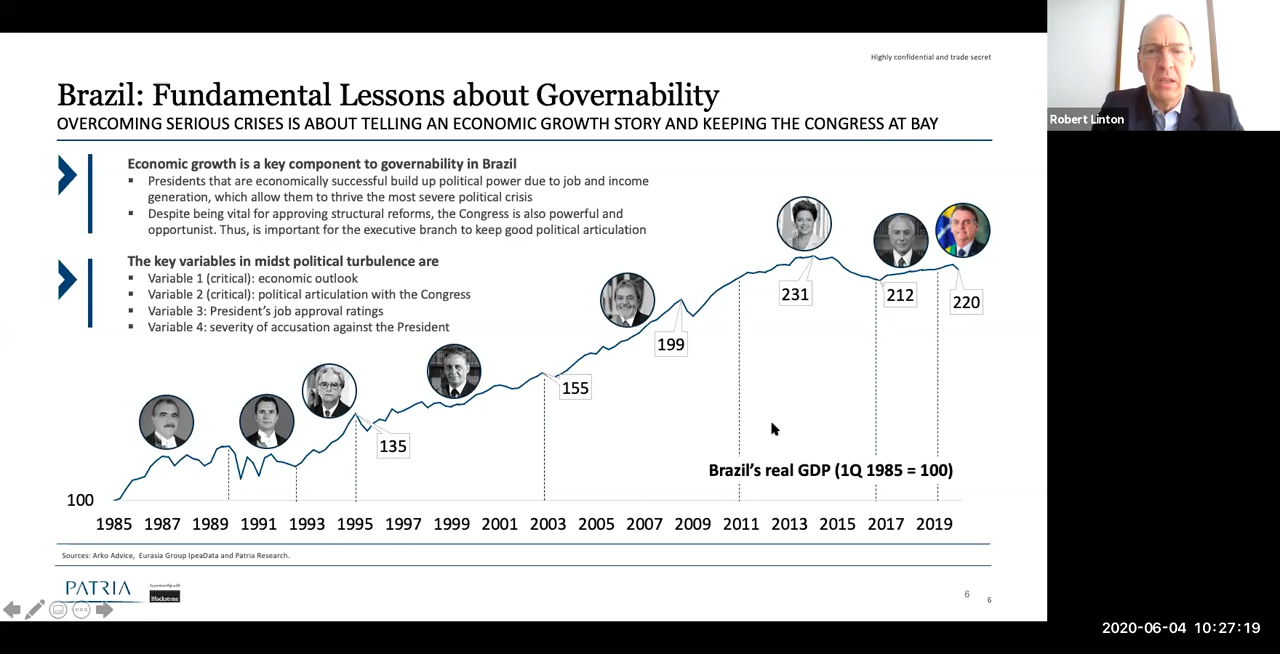 Highly confidential and trade secret
Brazil: Fundamental Lessons about Governability
OVERCOMING SERIOUS CRISES IS ABOUT TELLING AN ECONOMIC GROWTH STORY AND KEEPING THE CONGRESS AT BAY
Economic growth is a key component to governability in Brazil
▪ Presidents that are economically successful build up political power due to job and income
generation, which allow them to thrive the most severe political crisis
▪ Despite being vital for approving structural reforms, the Congress is also powerful and
opportunist. Thus, is important for the executive branch to keep good political articulation
The key variables in midst political turbulence are
▪ Variable 1 (critical): economic outlook
▪ Variable 2 (critical): political articulation with the Congress
▪ Variable 3: President's job approval ratings
▪ Variable 4: severity of accusation against the President
231
212
220
199
155
135
Brazil's real GDP (1Q 1985 = 100)
100
1985 1987 1989 1991 1993 1995 1997 1999 2001 2003 2005 2007 2009 2011 2013 2015 2017 2019
Sources: Arko Advice, Eurasia Group IpeaData and Patria Research.
PATRIA
In partnership with
Blackstone
6
6
Robert Linton
2020-06-04 10:27:19